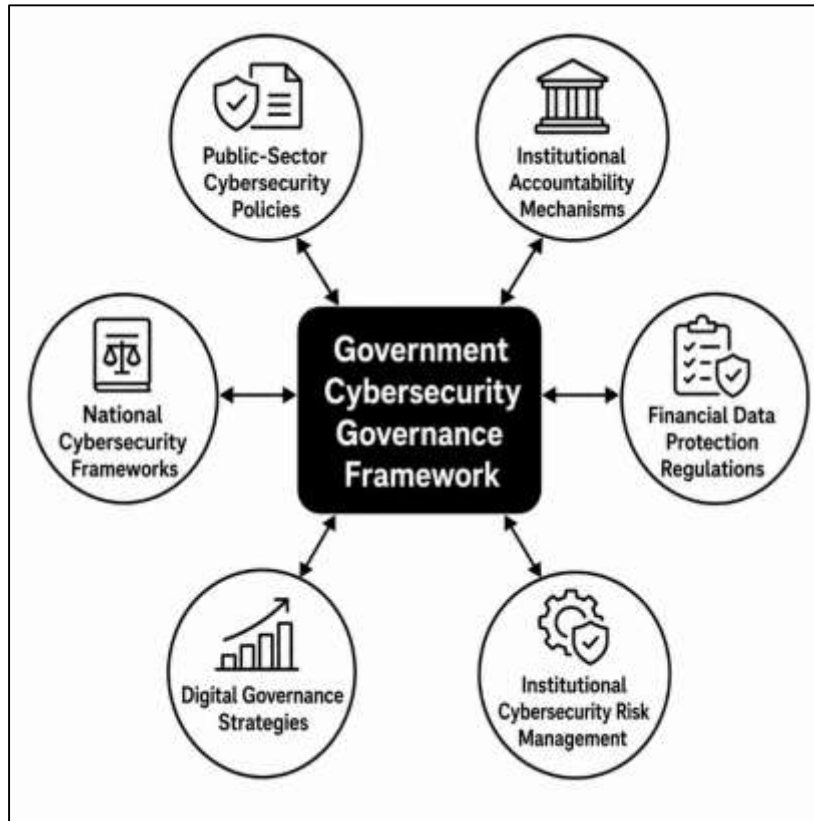 Public-Sector
Cybersecurity
Policies
Institutional
Accountability
Mechanisms
National
Cybersecurity
Frameworks
Government
Cybersecurity
Governance
Framework
Financial Data
Protection
Regulations
Digital Governance
Strategies
Institutional
Cybersecurity Risk
Management